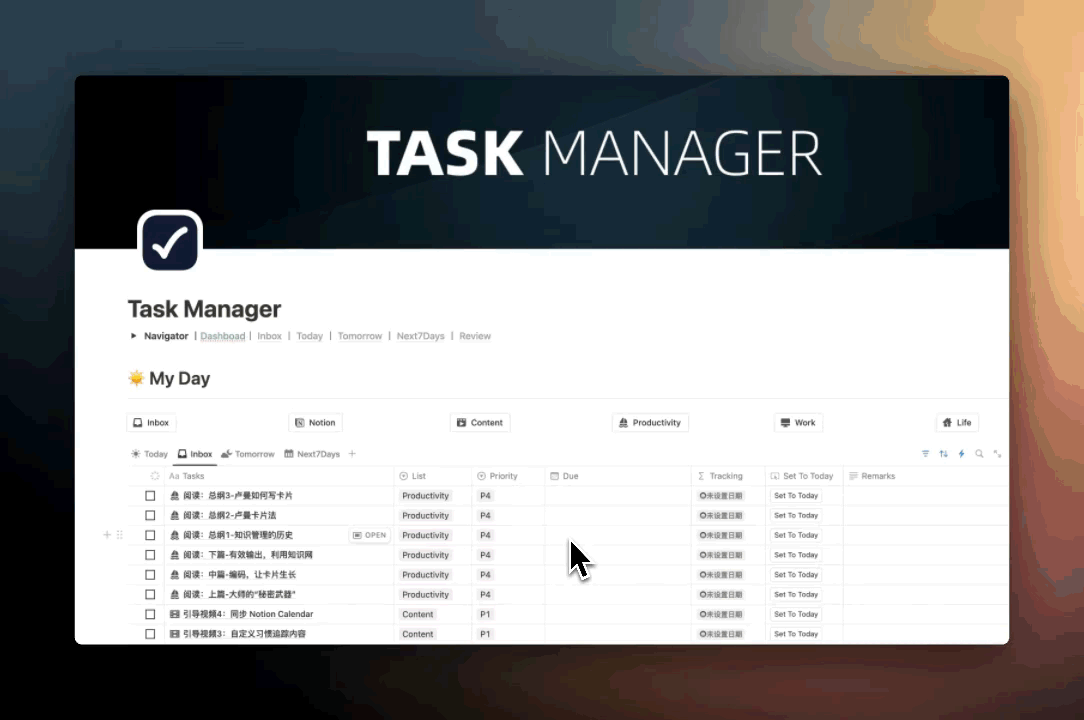 TASK MANAGER
Task Manager
Navigator | Dashboad | Inbox | Today | Tomorrow | Next7Days | Review
My Day
Inbox Notion Content Productivity Work Life
Today Inbox Tomorrow Next7Days
Aa Tasks List Priority Due Tracking Set To Today Remarks
阅读：总纲3-卢曼如何写卡片 Productivity P4 未设置日期 Set To Today
阅读：总纲2-卢曼卡片法 Productivity P4 未设置日期 Set To Today
阅读：总纲1-知识管理的历史 OPEN Productivity P4 未设置日期 Set To Today
阅读：下篇-有效输出，利用知识网 Productivity P4 未设置日期 Set To Today
阅读：中篇-编码，让卡片生长 Productivity P4 未设置日期 Set To Today
阅读：上篇-大师的“秘密武器” Productivity P4 未设置日期 Set To Today
引导视频4：同步 Notion Calendar Content P1 未设置日期 Set To Today
引导视频3：自定义习惯追踪内容 Content P1 未设置日期 Set To Today